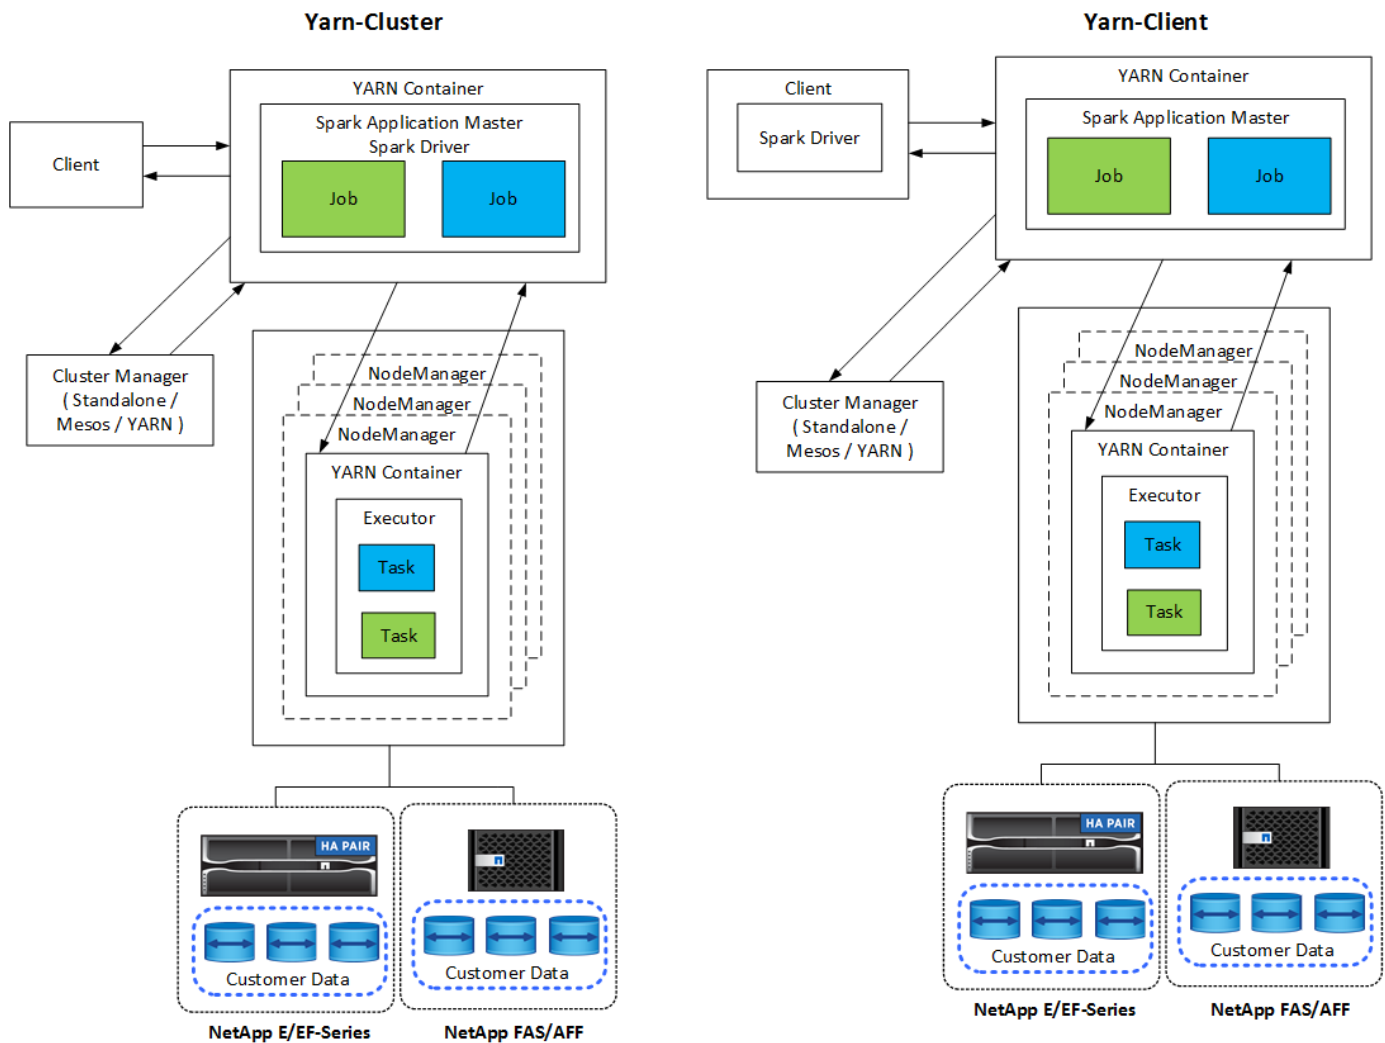 Yarn-Cluster
YARN Container
Spark Application Master
Spark Driver
Client
Job
Job
Cluster Manager
( Standalone /
Mesos / YARN )
NodeManager
NodeManager
NodeManager
YARN Container
Executor
Task
Task
HA PAIR
Customer Data
Customer Data
NetApp E/EF-Series
NetApp FAS/AFF
Yarn-Client
YARN Container
Client
Spark Driver
Spark Application Master
Job
Job
Cluster Manager
( Standalone /
Mesos / YARN )
NodeManager
NodeManager
NodeManager
YARN Container
Executor
Task
Task
HA PAIR
Customer Data
Customer Data
NetApp E/EF-Series
NetApp FAS/AFF